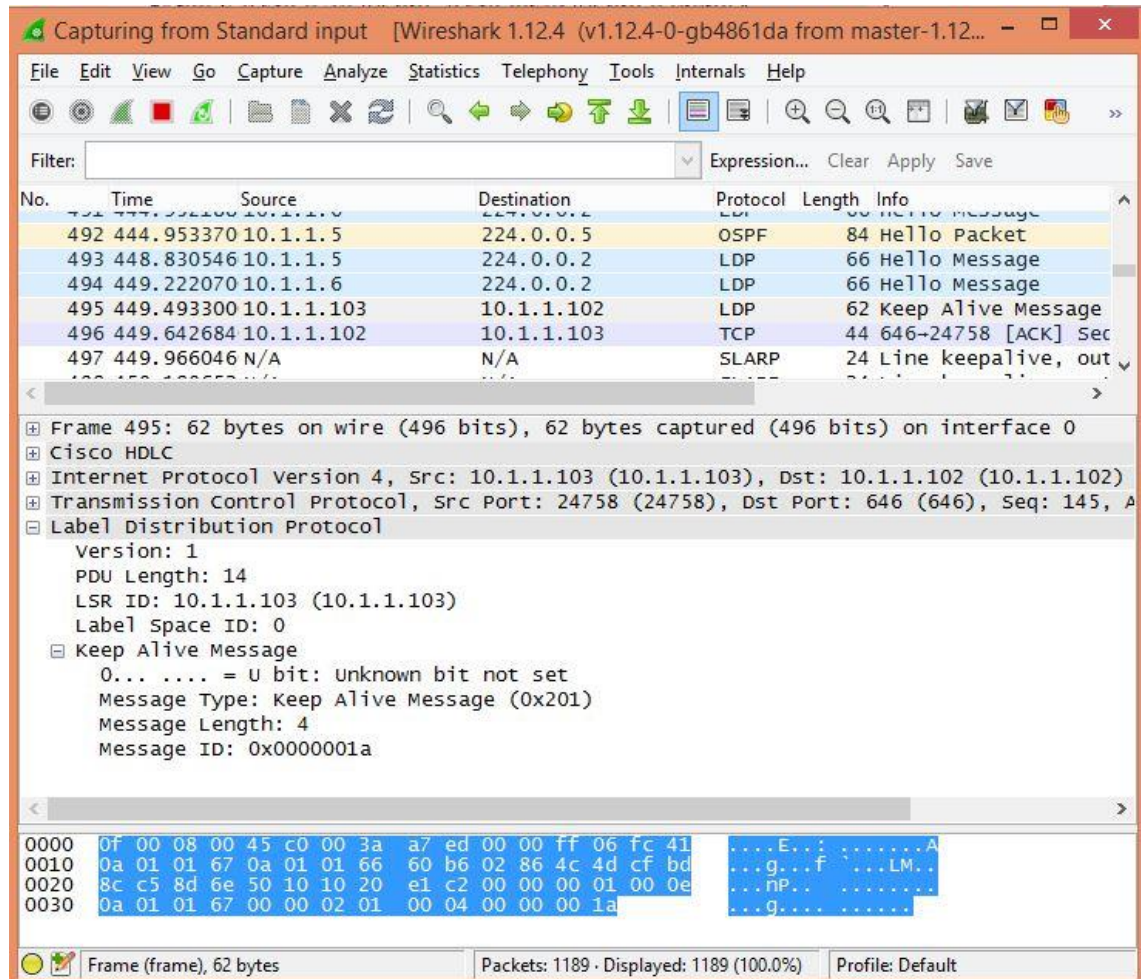 Capturing from Standard input [Wireshark 1.12.4 (v1.12.4-0-gb4861da from master-1.12...
File Edit View Go Capture Analyze Statistics Telephony Tools Internals Help
Filter: Expression... Clear Apply Save
No. Time Source Destination Protocol Length Info
492 444.953370 10.1.1.5 224.0.0.5 OSPF 84 Hello Packet
493 448.830546 10.1.1.5 224.0.0.2 LDP 66 Hello Message
494 449.222070 10.1.1.6 224.0.0.2 LDP 66 Hello Message
495 449.493300 10.1.1.103 10.1.1.102 LDP 62 Keep Alive Message
496 449.642684 10.1.1.102 10.1.1.103 TCP 44 646→24758 [ACK] Sec
497 449.966046 N/A N/A SLARP 24 Line keepalive, out
Frame 495: 62 bytes on wire (496 bits), 62 bytes captured (496 bits) on interface 0
Cisco HDLC
Internet Protocol Version 4, Src: 10.1.1.103 (10.1.1.103), Dst: 10.1.1.102 (10.1.1.102)
Transmission Control Protocol, Src Port: 24758 (24758), Dst Port: 646 (646), Seq: 145, A
Label Distribution Protocol
Version: 1
PDU Length: 14
LSR ID: 10.1.1.103 (10.1.1.103)
Label Space ID: 0
Keep Alive Message
0... .... = U bit: Unknown bit not set
Message Type: Keep Alive Message (0x201)
Message Length: 4
Message ID: 0x0000001a
0000 0f 00 08 00 45 c0 00 3a a7 ed 00 00 ff 06 fc 41 ....E..: .......A
0010 0a 01 01 67 0a 01 01 66 60 b6 02 86 4c 4d cf bd ...g...f `...LM..
0020 8c c5 8d 6e 50 10 10 20 e1 c2 00 00 00 01 00 0e ...nP.. ........
0030 0a 01 01 67 00 00 02 01 00 04 00 00 00 1a ...g.... ......
Frame (frame), 62 bytes Packets: 1189 · Displayed: 1189 (100.0%) Profile: Default